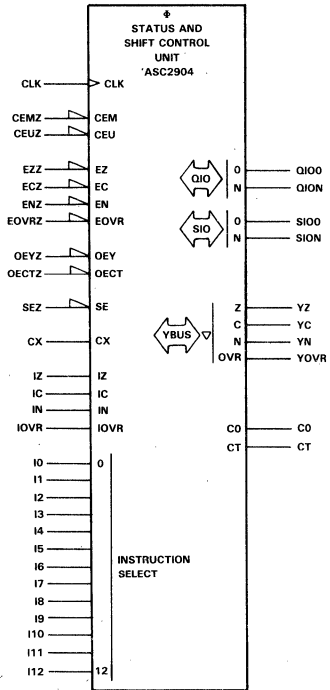 Φ
STATUS AND
SHIFT CONTROL
UNIT
'ASC2904
CLK CLK
CEMZ CEM
CEUZ CEU
EZZ EZ
ECZ EC
ENZ EN
EOVRZ EOVR
OEYZ OEY
OECTZ OECT
SEZ SE
CX CX
IZ IZ
IC IC
IN IN
IOVR IOVR
I0 0
I1
I2
I3
I4
I5
I6
I7
I8
I9
I10
I11
I12 12
INSTRUCTION
SELECT
QIO
0 QIO0
N QION
SIO
0 SIO0
N SION
YBUS
Z YZ
C YC
N YN
OVR YOVR
C0 C0
CT CT